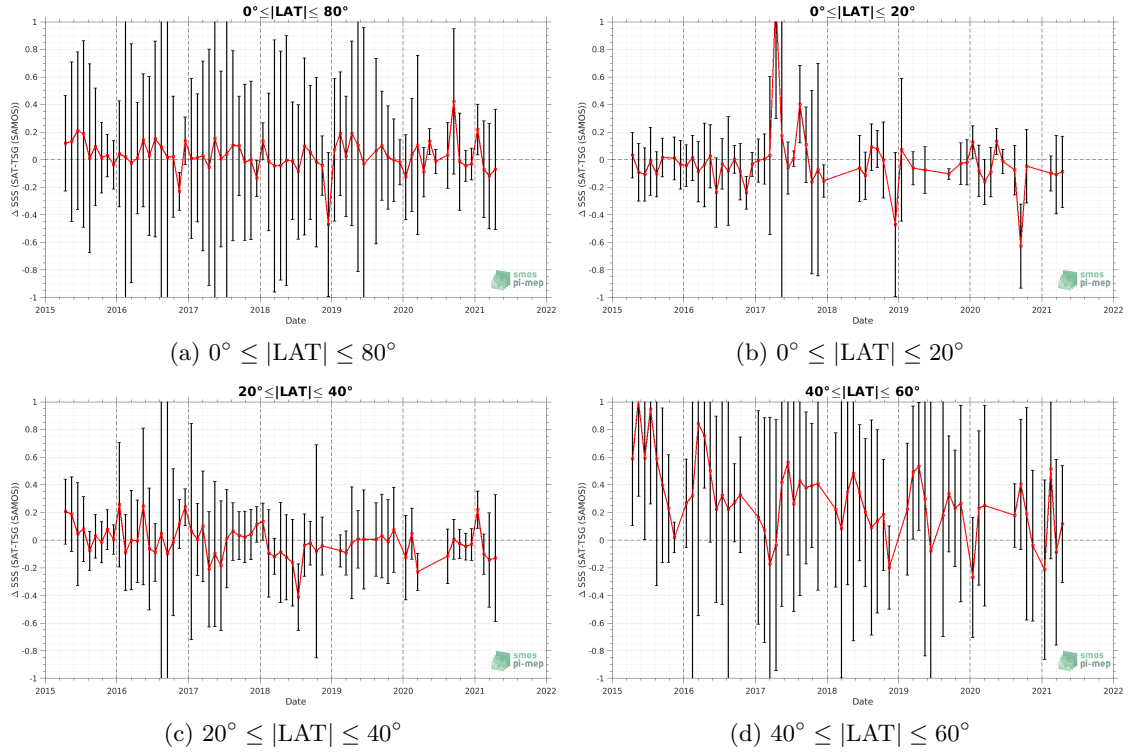 0°≤|LAT|≤ 80°
Δ SSS (SAT-TSG (SAMOS))
1
0.8
0.6
0.4
0.2
0
-0.2
-0.4
-0.6
-0.8
-1
2015 2016 2017 2018 2019 2020 2021 2022
Date
smos
pi-mep
(a) 0° ≤ |LAT| ≤ 80°
0°≤|LAT|≤ 20°
Δ SSS (SAT-TSG (SAMOS))
1
0.8
0.6
0.4
0.2
0
-0.2
-0.4
-0.6
-0.8
-1
2015 2016 2017 2018 2019 2020 2021 2022
Date
smos
pi-mep
(b) 0° ≤ |LAT| ≤ 20°
20°≤|LAT|≤ 40°
Δ SSS (SAT-TSG (SAMOS))
1
0.8
0.6
0.4
0.2
0
-0.2
-0.4
-0.6
-0.8
-1
2015 2016 2017 2018 2019 2020 2021 2022
Date
smos
pi-mep
(c) 20° ≤ |LAT| ≤ 40°
40°≤|LAT|≤ 60°
Δ SSS (SAT-TSG (SAMOS))
1
0.8
0.6
0.4
0.2
0
-0.2
-0.4
-0.6
-0.8
-1
2015 2016 2017 2018 2019 2020 2021 2022
Date
smos
pi-mep
(d) 40° ≤ |LAT| ≤ 60°